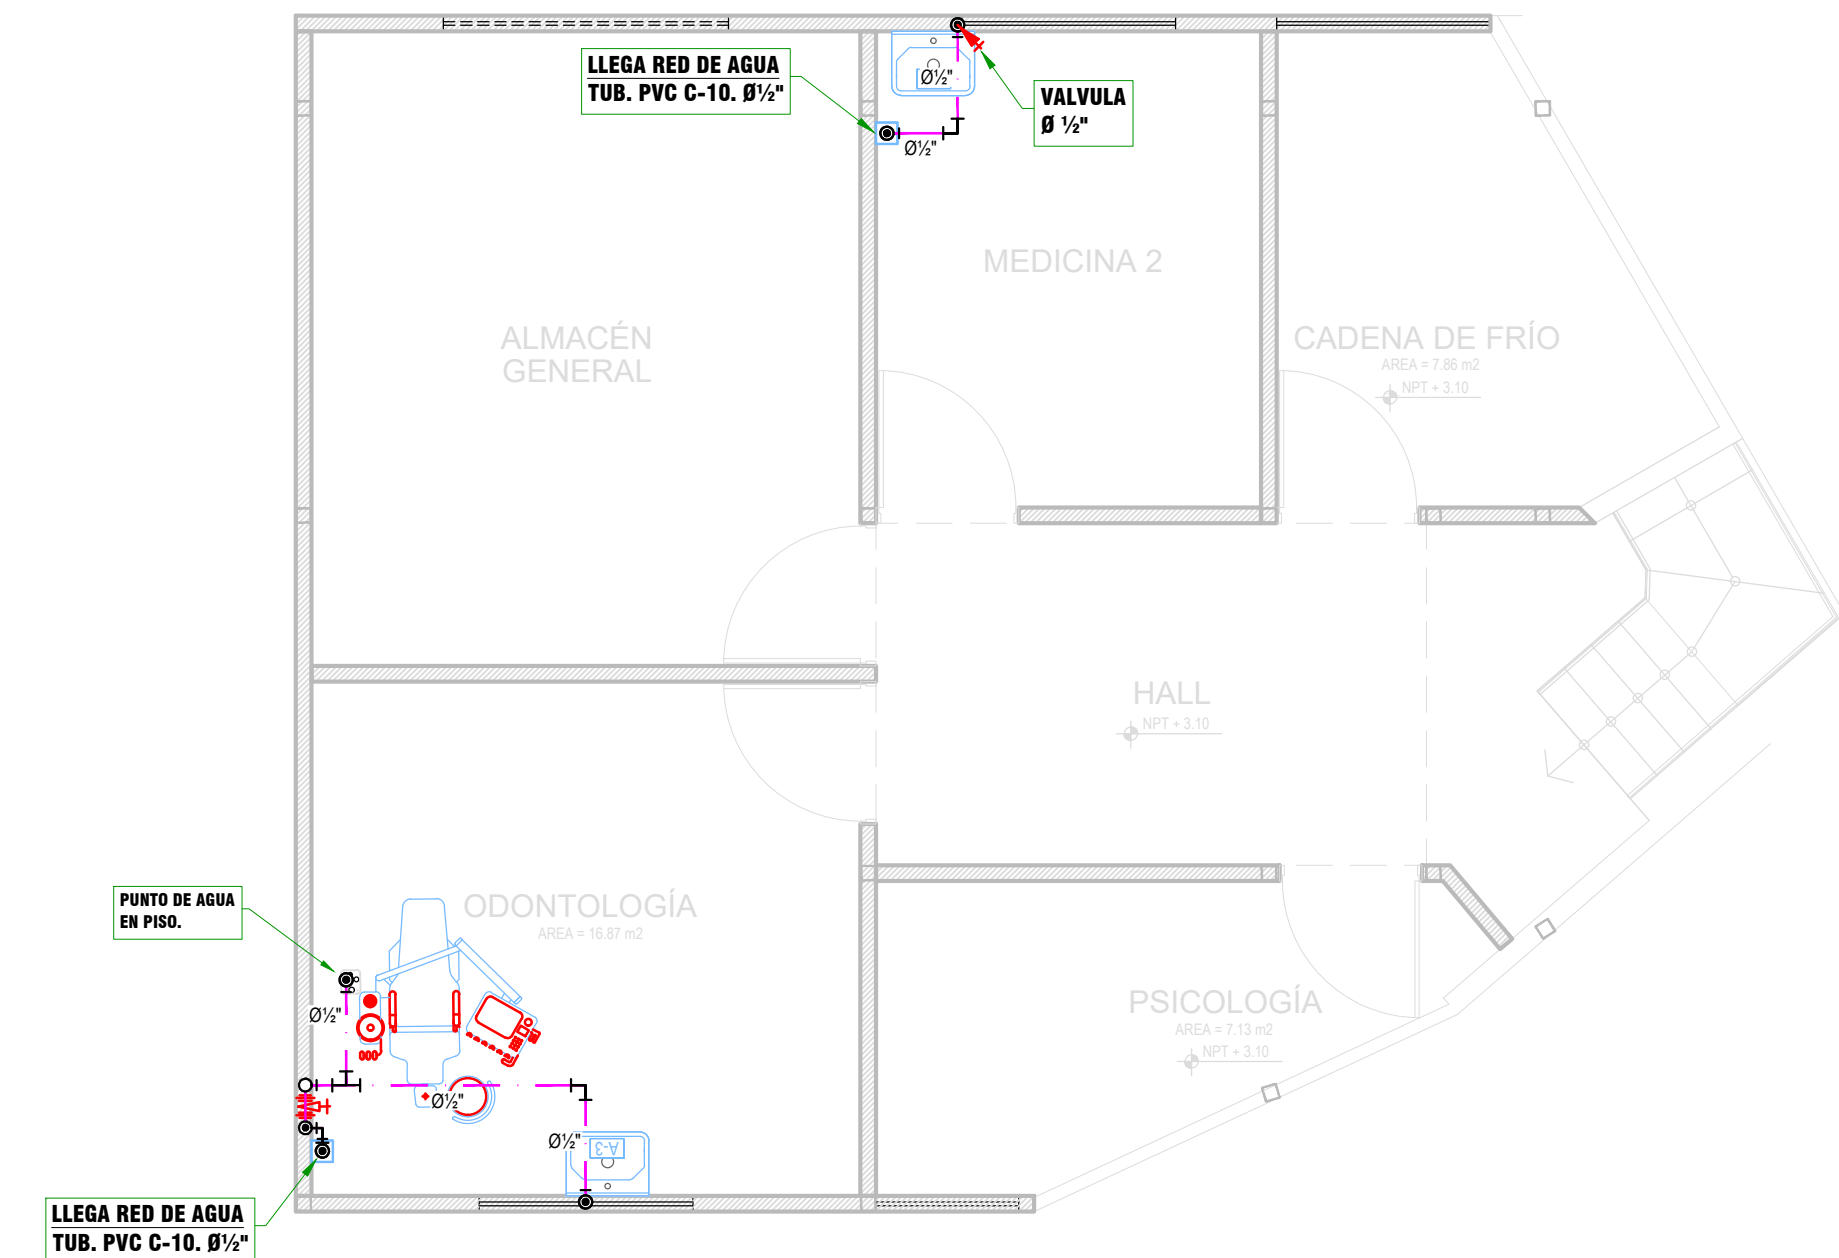 LLEGA RED DE AGUA
TUB. PVC C-10. Ø½"
Ø½"
VALVULA
Ø ½"
Ø½"
MEDICINA 2
ALMACÉN
GENERAL
CADENA DE FRÍO
AREA = 7.86 m2
NPT + 3.10
HALL
NPT + 3.10
PUNTO DE AGUA
EN PISO.
ODONTOLOGÍA
AREA = 16.87 m2
Ø½"
PSICOLOGÍA
AREA = 7.13 m2
NPT + 3.10
Ø½"
Ø½"
A-3
LLEGA RED DE AGUA
TUB. PVC C-10. Ø½"